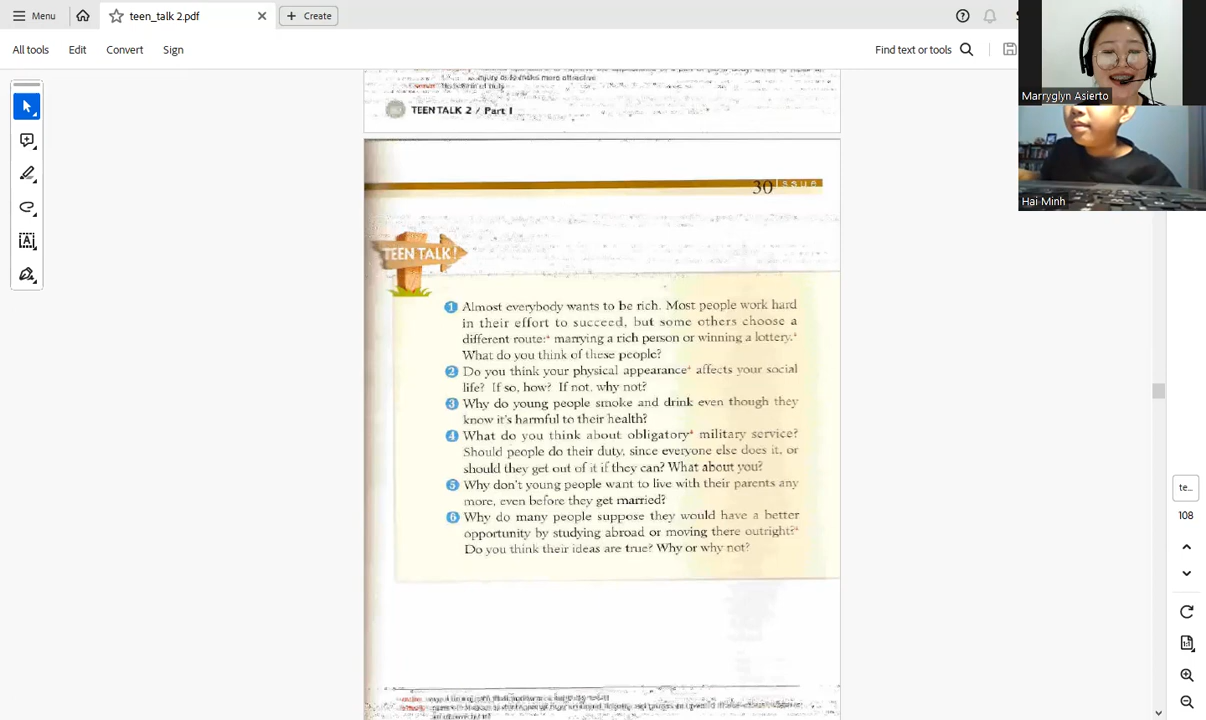 Menu
teen_talk 2.pdf
Create
All tools
Edit
Convert
Sign
Find text or tools
Marryglyn Asierto
Hai Minh
TEEN TALK 2 / Part 1
30 ISSUE
TEEN TALK!
1 Almost everybody wants to be rich. Most people work hard
in their effort to succeed, but some others choose a
different route:* marrying a rich person or winning a lottery.*
What do you think of these people?
2 Do you think your physical appearance* affects your social
life? If so, how? If not, why not?
3 Why do young people smoke and drink even though they
know it's harmful to their health?
4 What do you think about obligatory* military service?
Should people do their duty, since everyone else does it, or
should they get out of it if they can? What about you?
5 Why don't young people want to live with their parents any
more, even before they get married?
6 Why do many people suppose they would have a better
opportunity by studying abroad or moving there outright?*
Do you think their ideas are true? Why or why not?
te...
108